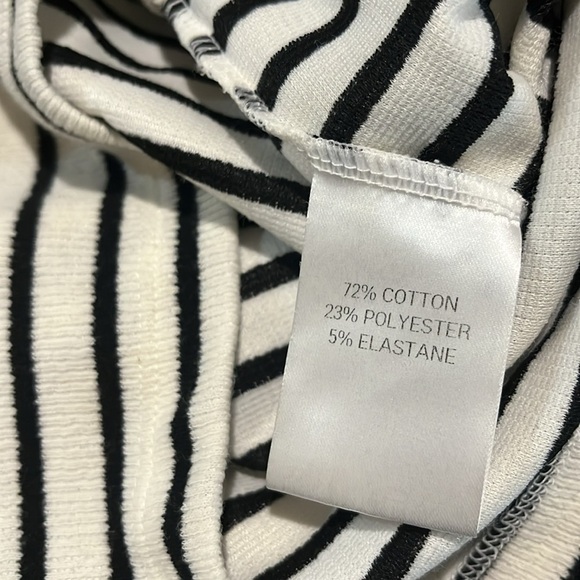 72% COTTON
23% POLYESTER
5% ELASTANE